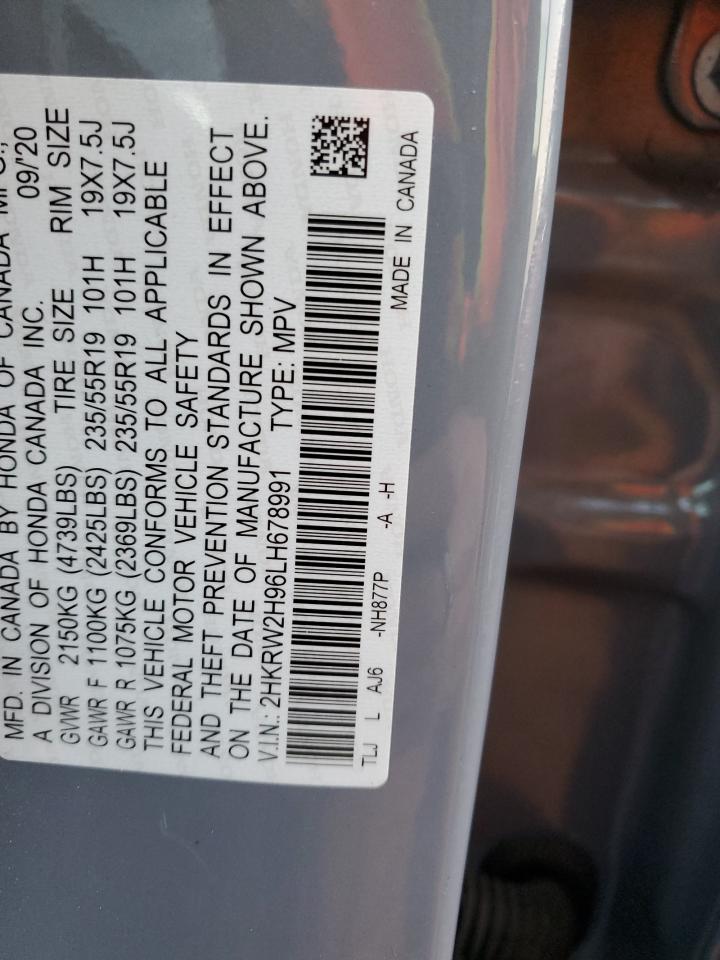 MFD. IN CANADA BY HONDA OF CANADA MFG.,
A DIVISION OF HONDA CANADA INC. 09/'20
GVWR 2150KG (4739LBS) TIRE SIZE RIM SIZE
GAWR F 1100KG (2425LBS) 235/55R19 101H 19X7.5J
GAWR R 1075KG (2369LBS) 235/55R19 101H 19X7.5J
THIS VEHICLE CONFORMS TO ALL APPLICABLE
FEDERAL MOTOR VEHICLE SAFETY
AND THEFT PREVENTION STANDARDS IN EFFECT
ON THE DATE OF MANUFACTURE SHOWN ABOVE.
V.I.N.: 2HKRW2H96LH678991 TYPE: MPV
TLJ L AJ6 -NH877P -A -H MADE IN CANADA